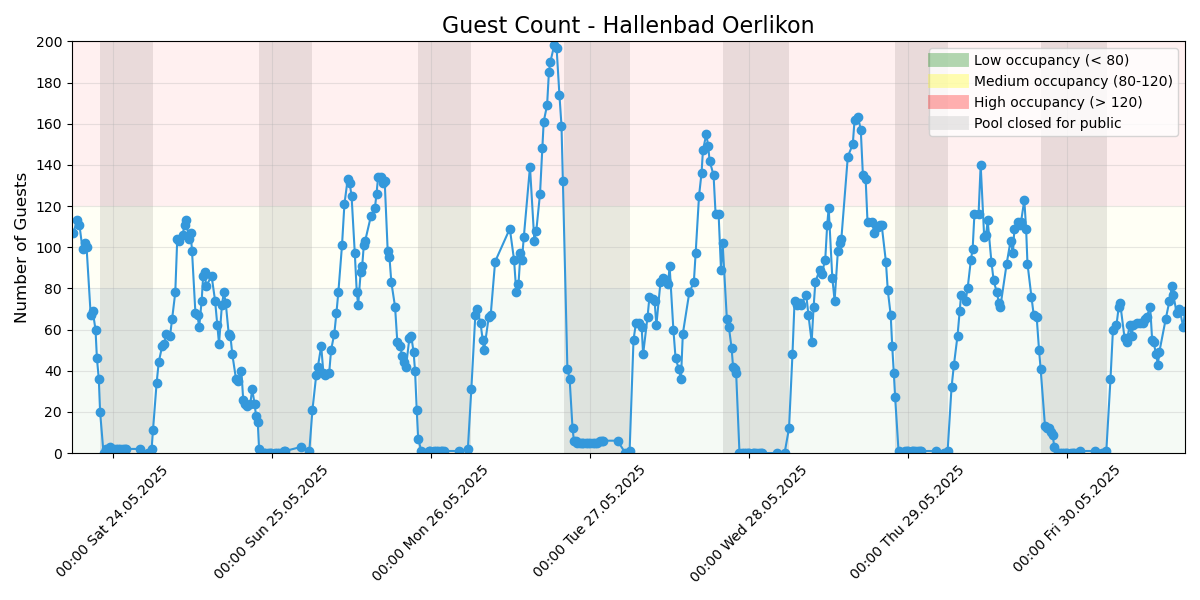 Guest Count - Hallenbad Oerlikon
Number of Guests
200
180
160
140
120
100
80
60
40
20
0
Low occupancy (< 80)
Medium occupancy (80-120)
High occupancy (> 120)
Pool closed for public
00:00 Sat 24.05.2025
00:00 Sun 25.05.2025
00:00 Mon 26.05.2025
00:00 Tue 27.05.2025
00:00 Wed 28.05.2025
00:00 Thu 29.05.2025
00:00 Fri 30.05.2025